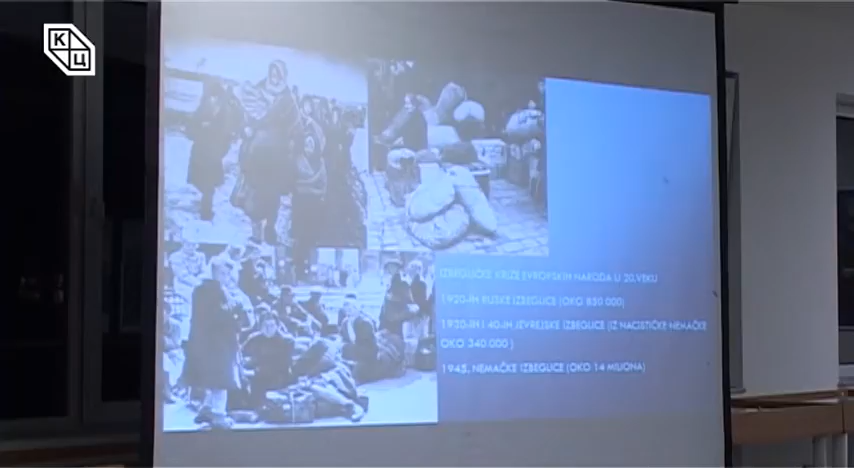 КЦ
IZBEGLIČKE KRIZE EVROPSKIH NARODA U 20.VEKU
1920-IH RUSKE IZBEGLICE (OKO 850 000)
1930-IH I 40-IH JEVREJSKE IZBEGLICE (IZ NACISTIČKE NEMAČKE
OKO 340 000 )
1945. NEMAČKE IZBEGLICE (OKO 14 MILIONA)